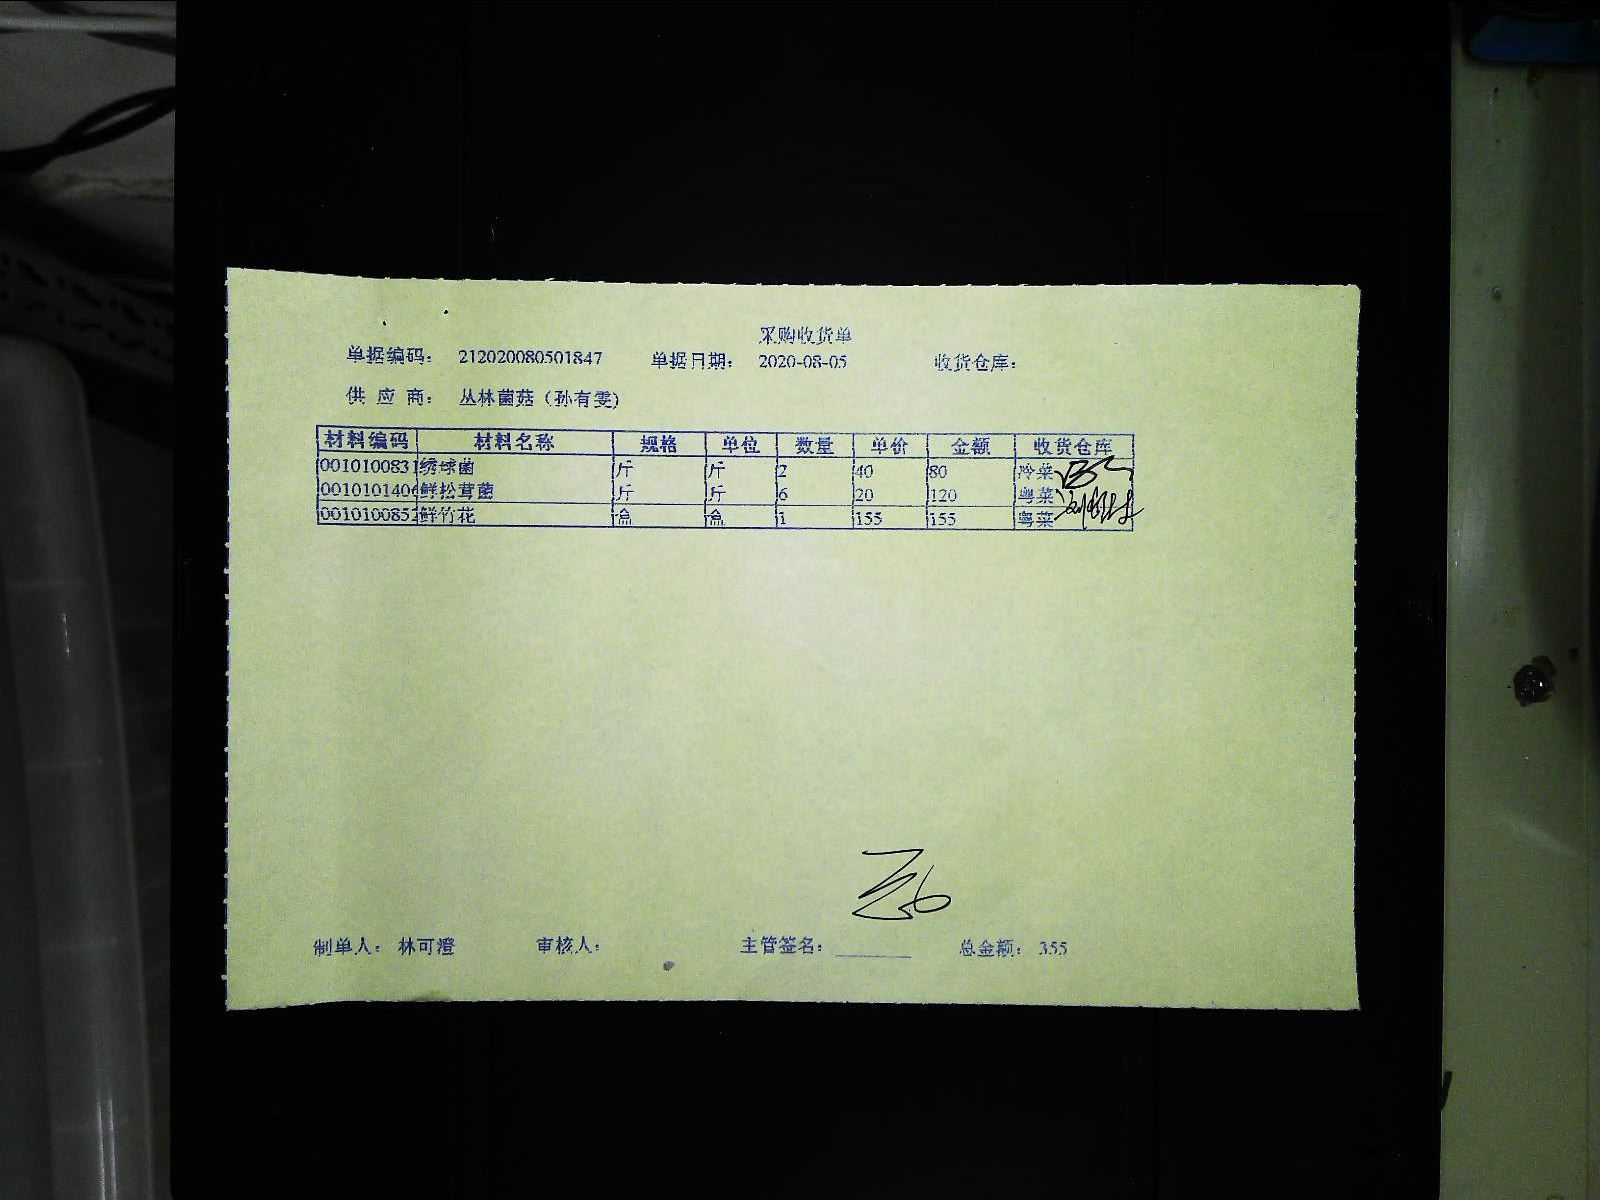 采购收货单
单据编码： 212020080501847 单据日期： 2020-08-05 收货仓库：
供 应 商： 丛林菌菇（孙有雯）
材料编码 材料名称 规格 单位 数量 单价 金额 收货仓库
0010100831 绣球菌 斤 斤 2 40 80 冷菜
0010101406 鲜松茸菌 斤 斤 6 20 120 粤菜
001010085 鲜竹花 盒 盒 1 155 155 粤菜
制单人： 林可澄 审核人： 主管签名： 总金额： 355